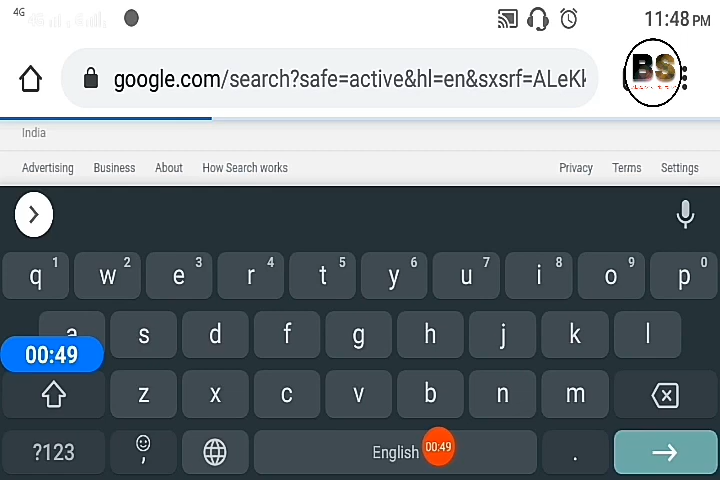 4G
11:48 PM
google.com/search?safe=active&hl=en&sxsrf=ALeKk
BS
India
Advertising Business About How Search works Privacy Terms Settings
q 1 w 2 e 3 r 4 t 5 y 6 u 7 i 8 o 9 p 0
a s d f g h j k l
00:49
z x c v b n m
?123 , English 00:49 .